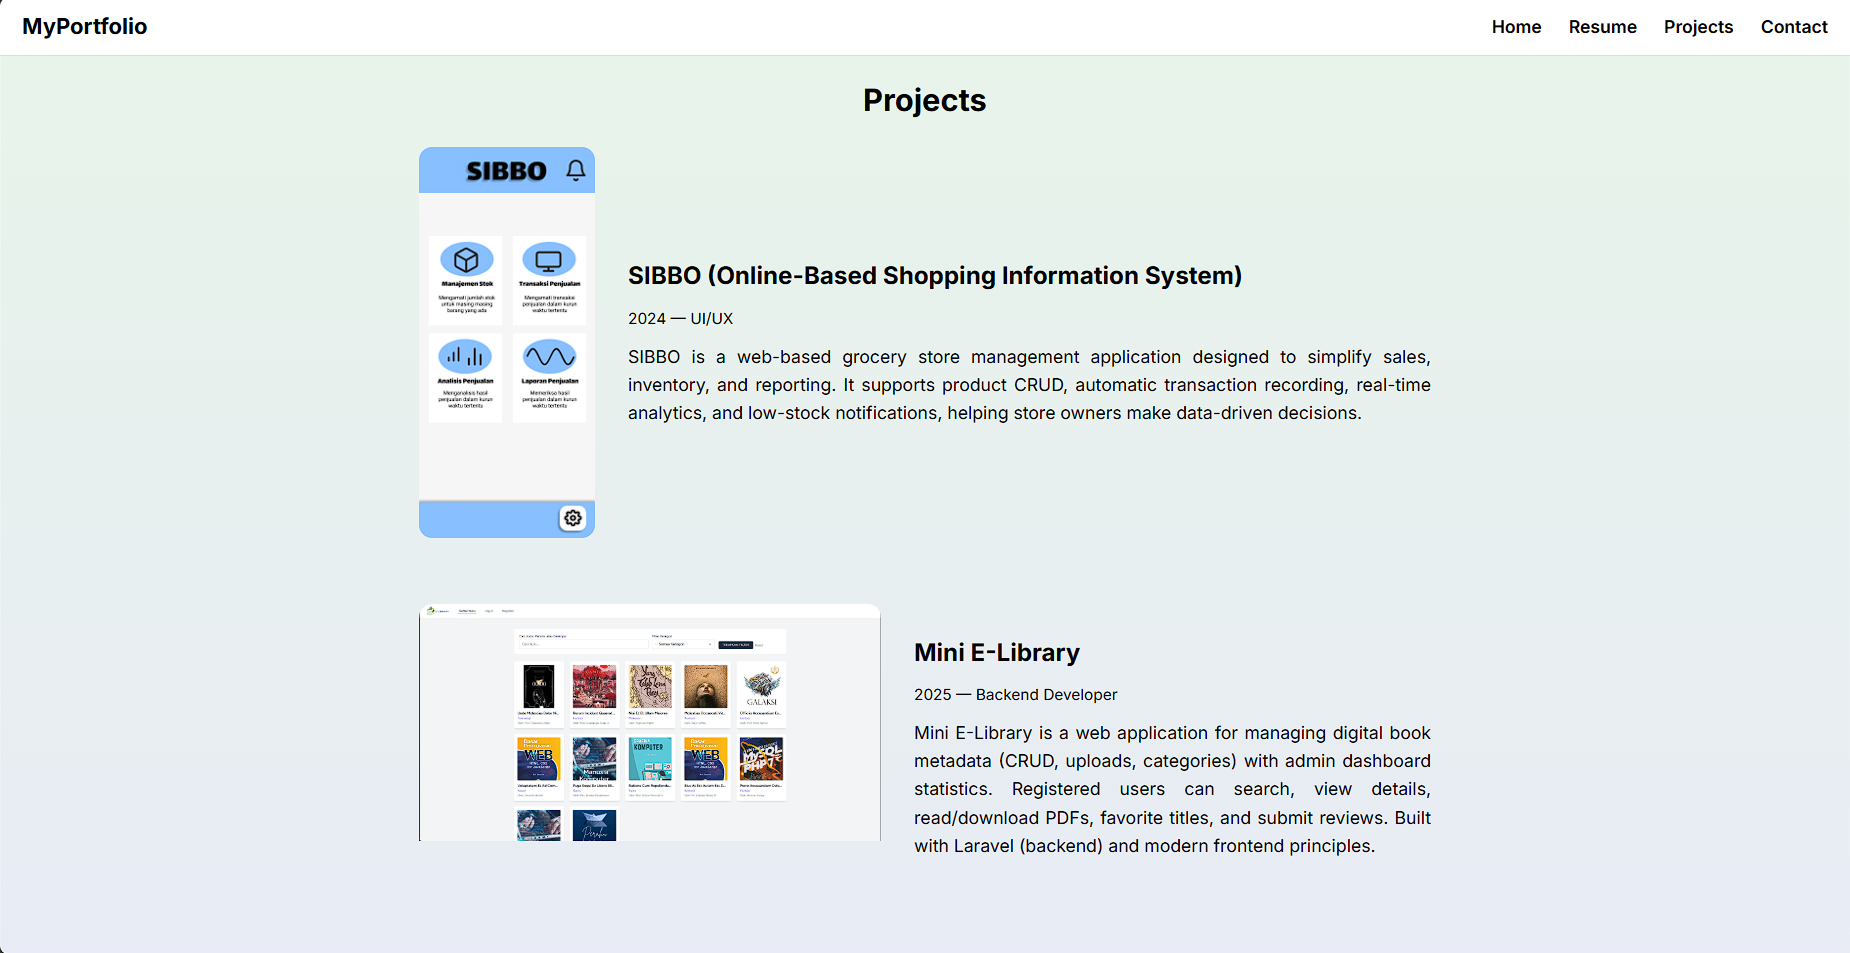 MyPortfolio
Home Resume Projects Contact
Projects
SIBBO
Manajemen Stok
Mengamati jumlah stok
untuk masing masing
barang yang ada
Transaksi Penjualan
Mengamati transaksi
penjualan dalam kurun
waktu tertentu
Analisis Penjualan
Menganalisis hasil
penjualan dalam kurun
waktu tertentu
Laporan Penjualan
Memeriksa hasil
penjualan dalam kurun
waktu tertentu
SIBBO (Online-Based Shopping Information System)
2024 — UI/UX
SIBBO is a web-based grocery store management application designed to simplify sales,
inventory, and reporting. It supports product CRUD, automatic transaction recording, real-time
analytics, and low-stock notifications, helping store owners make data-driven decisions.
GALAKSI
WEB
KOMPUTER
WEB
Mini E-Library
2025 — Backend Developer
Mini E-Library is a web application for managing digital book
metadata (CRUD, uploads, categories) with admin dashboard
statistics. Registered users can search, view details,
read/download PDFs, favorite titles, and submit reviews. Built
with Laravel (backend) and modern frontend principles.